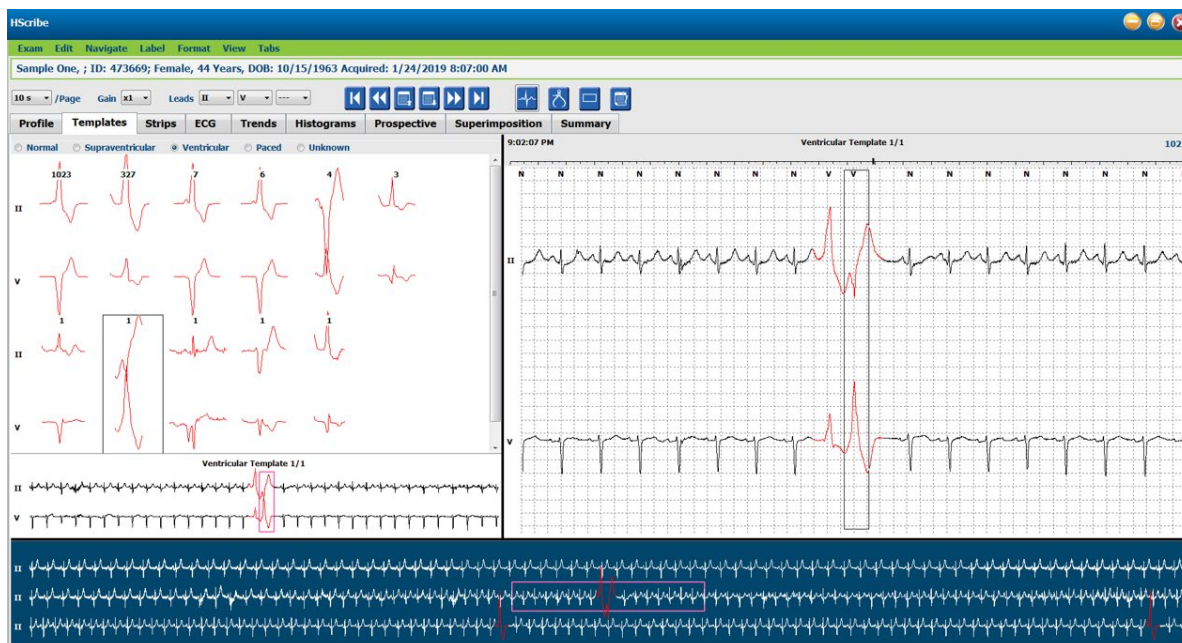 HScribe
Exam Edit Navigate Label Format View Tabs
Sample One, ; ID: 473669; Female, 44 Years, DOB: 10/15/1963 Acquired: 1/24/2019 8:07:00 AM
10 s /Page Gain x1 Leads II V ---
Profile Templates Strips ECG Trends Histograms Prospective Superimposition Summary
Normal Supraventricular Ventricular Paced Unknown
1023 327 7 6 4 3
II
V
1 1 1 1 1
II
V
Ventricular Template 1/1
II
V
9:02:07 PM Ventricular Template 1/1 102
N N N N N N N N V V N N N N N N N
II
V
II
II
II